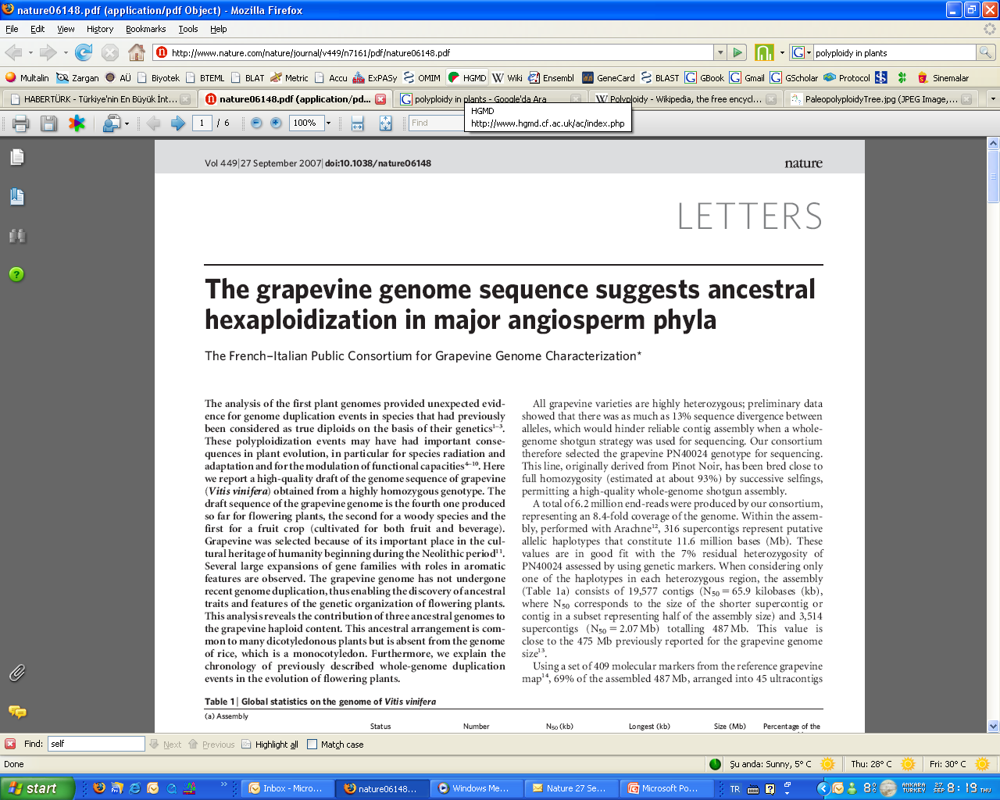 nature06148.pdf (application/pdf Object) - Mozilla Firefox
File Edit View History Bookmarks Tools Help
http://www.nature.com/nature/journal/v449/n7161/pdf/nature06148.pdf
polyploidy in plants
Multalin Zargan AÜ Biyotek BTEML BLAT Metric Accu ExPASy OMIM HGMD Wiki Ensembl GeneCard BLAST GBook Gmail GScholar Protocol Sinemalar
HABERTÜRK - Türkiye'nin En Büyük Int... nature06148.pdf (application/pd... polyploidy in plants - Google'da Ara Polyploidy - Wikipedia, the free encycl... PaleopolyploidyTree.jpg (JPEG Image,...
HGMD
http://www.hgmd.cf.ac.uk/ac/index.php
1 / 6 100% Find
Vol 449|27 September 2007|doi:10.1038/nature06148 nature
LETTERS
The grapevine genome sequence suggests ancestral
hexaploidization in major angiosperm phyla
The French–Italian Public Consortium for Grapevine Genome Characterization*
The analysis of the first plant genomes provided unexpected evid-
ence for genome duplication events in species that had previously
been considered as true diploids on the basis of their genetics1–3.
These polyploidization events may have had important conse-
quences in plant evolution, in particular for species radiation and
adaptation and for the modulation of functional capacities4–10. Here
we report a high-quality draft of the genome sequence of grapevine
(Vitis vinifera) obtained from a highly homozygous genotype. The
draft sequence of the grapevine genome is the fourth one produced
so far for flowering plants, the second for a woody species and the
first for a fruit crop (cultivated for both fruit and beverage).
Grapevine was selected because of its important place in the cul-
tural heritage of humanity beginning during the Neolithic period11.
Several large expansions of gene families with roles in aromatic
features are observed. The grapevine genome has not undergone
recent genome duplication, thus enabling the discovery of ancestral
traits and features of the genetic organization of flowering plants.
This analysis reveals the contribution of three ancestral genomes to
the grapevine haploid content. This ancestral arrangement is com-
mon to many dicotyledonous plants but is absent from the genome
of rice, which is a monocotyledon. Furthermore, we explain the
chronology of previously described whole-genome duplication
events in the evolution of flowering plants.
All grapevine varieties are highly heterozygous; preliminary data
showed that there was as much as 13% sequence divergence between
alleles, which would hinder reliable contig assembly when a whole-
genome shotgun strategy was used for sequencing. Our consortium
therefore selected the grapevine PN40024 genotype for sequencing.
This line, originally derived from Pinot Noir, has been bred close to
full homozygosity (estimated at about 93%) by successive selfings,
permitting a high-quality whole-genome shotgun assembly.
A total of 6.2 million end-reads were produced by our consortium,
representing an 8.4-fold coverage of the genome. Within the assem-
bly, performed with Arachne12, 316 supercontigs represent putative
allelic haplotypes that constitute 11.6 million bases (Mb). These
values are in good fit with the 7% residual heterozygosity of
PN40024 assessed by using genetic markers. When considering only
one of the haplotypes in each heterozygous region, the assembly
(Table 1a) consists of 19,577 contigs (N50 = 65.9 kilobases (kb),
where N50 corresponds to the size of the shorter supercontig or
contig in a subset representing half of the assembly size) and 3,514
supercontigs (N50 = 2.07 Mb) totalling 487 Mb. This value is
close to the 475 Mb previously reported for the grapevine genome
size13.
Using a set of 409 molecular markers from the reference grapevine
map14, 69% of the assembled 487 Mb, arranged into 45 ultracontigs
Table 1 | Global statistics on the genome of Vitis vinifera
(a) Assembly
Status Number N50 (kb) Longest (kb) Size (Mb) Percentage of the
Find: self Next Previous Highlight all Match case
Done Şu anda: Sunny, 5° C Thu: 28° C Fri: 30° C
start Inbox - Micro... nature06148... Windows Me... Nature 27 Se... Microsoft Po... TR 8°C ANKARA TURKEY 27 SEP 8:19 THU